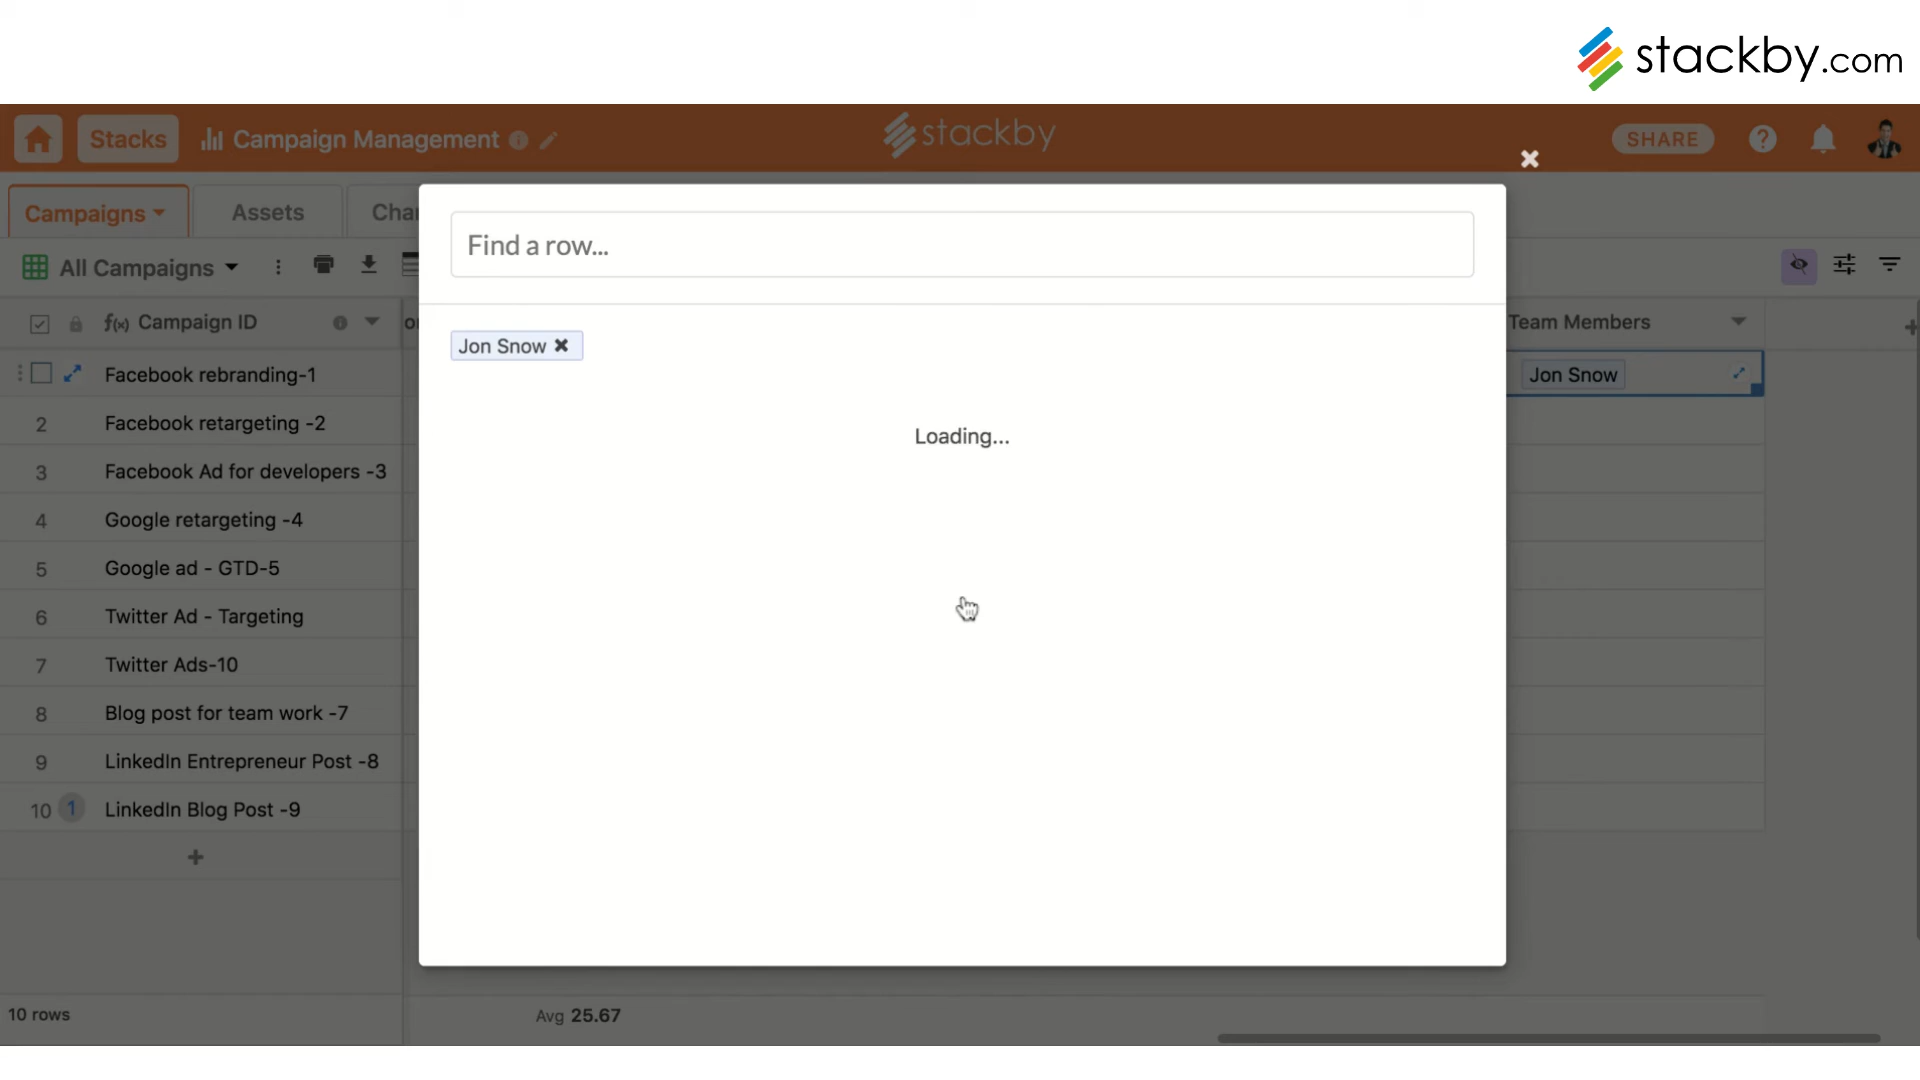 stackby.com
Stacks
Campaign Management
stackby
SHARE
Campaigns
Assets
Find a row...
All Campaigns
f(x) Campaign ID
Team Members
Jon Snow
Facebook rebranding-1
Jon Snow
2 Facebook retargeting -2
Loading...
3 Facebook Ad for developers -3
4 Google retargeting -4
5 Google ad - GTD-5
6 Twitter Ad - Targeting
7 Twitter Ads-10
8 Blog post for team work -7
9 LinkedIn Entrepreneur Post -8
10 1 LinkedIn Blog Post -9
10 rows
Avg 25.67